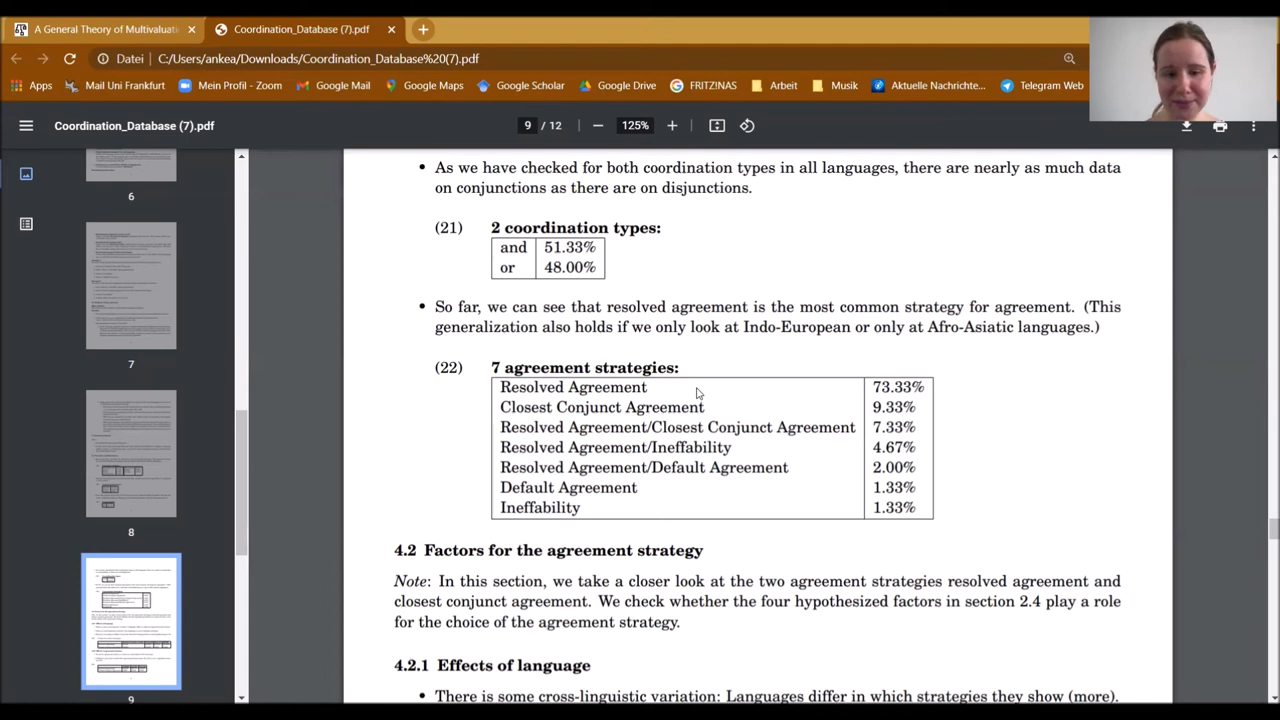 A General Theory of Multivaluati
Coordination_Database (7).pdf
Datei
C:/Users/ankea/Downloads/Coordination_Database%20(7).pdf
Apps
Mail Uni Frankfurt
Mein Profil - Zoom
Google Mail
Google Maps
Google Scholar
Google Drive
FRITZ!NAS
Arbeit
Musik
Aktuelle Nachrichte...
Telegram Web
Coordination_Database (7).pdf
9 / 12
125%
6
7
8
9
• As we have checked for both coordination types in all languages, there are nearly as much data
on conjunctions as there are on disjunctions.
(21) 2 coordination types:
and 51.33%
or 48.00%
• So far, we can see that resolved agreement is the most common strategy for agreement. (This
generalization also holds if we only look at Indo-European or only at Afro-Asiatic languages.)
(22) 7 agreement strategies:
Resolved Agreement 73.33%
Closest Conjunct Agreement 9.33%
Resolved Agreement/Closest Conjunct Agreement 7.33%
Resolved Agreement/Ineffability 4.67%
Resolved Agreement/Default Agreement 2.00%
Default Agreement 1.33%
Ineffability 1.33%
4.2 Factors for the agreement strategy
Note: In this section, we take a closer look at the two agreement strategies resolved agreement and
closest conjunct agreement. We check whether the four hypothesized factors in section 2.4 play a role
for the choice of the agreement strategy.
4.2.1 Effects of language
• There is some cross-linguistic variation: Languages differ in which strategies they show (more).